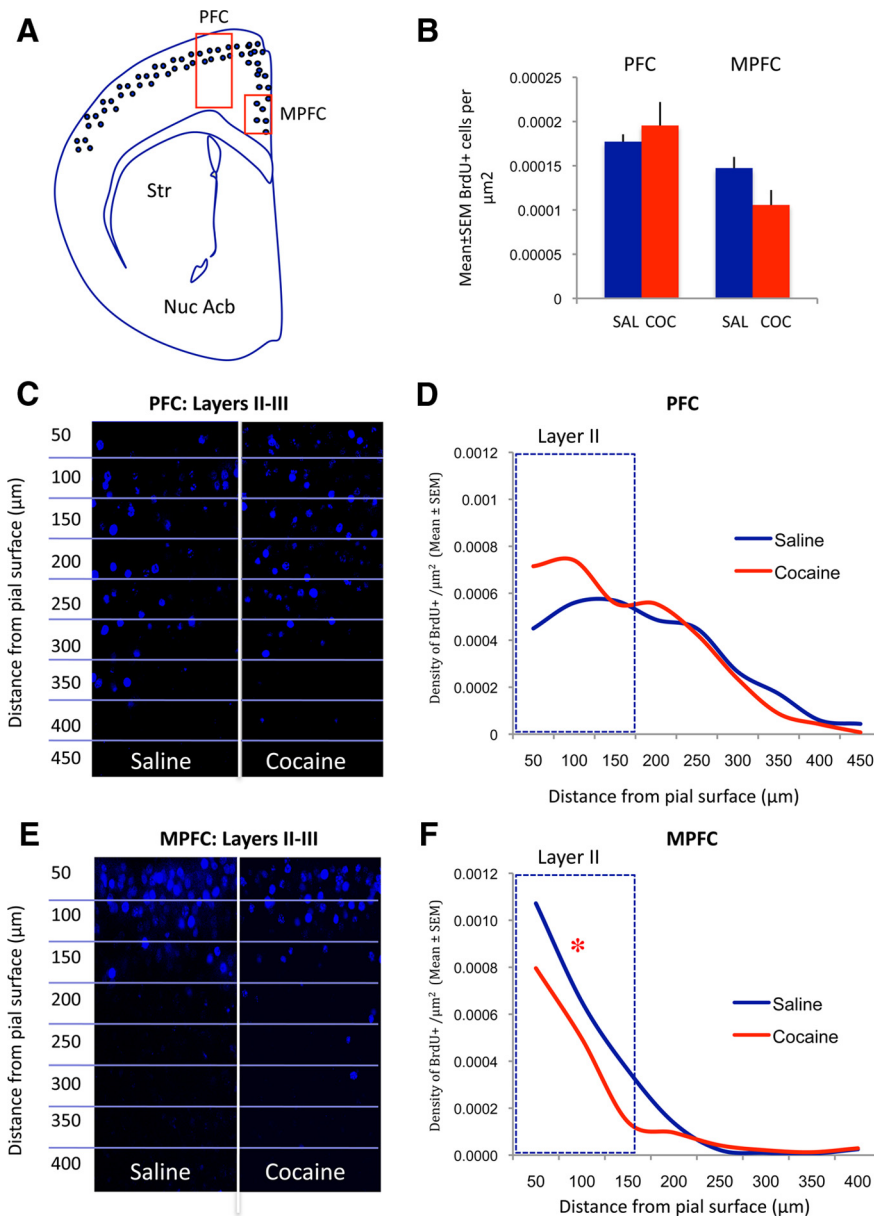 A
PFC
MPFC
Str
Nuc Acb
B
PFC MPFC
Mean±SEM BrdU+ cells per
µm2
0.00025
0.0002
0.00015
0.0001
0.00005
0
SAL COC SAL COC
C
PFC: Layers II-III
Distance from pial surface (µm)
50
100
150
200
250
300
350
400
450
Saline Cocaine
D
PFC
Layer II
Density of BrdU+ /µm² (Mean ± SEM)
0.0012
0.001
0.0008
0.0006
0.0004
0.0002
0
Saline
Cocaine
50 100 150 200 250 300 350 400 450
Distance from pial surface (µm)
E
MPFC: Layers II-III
Distance from pial surface (µm)
50
100
150
200
250
300
350
400
Saline Cocaine
F
MPFC
Layer II
Density of BrdU+ /µm² (Mean ± SEM)
0.0012
0.0010
0.0008
0.0006
0.0004
0.0002
0.0000
*
Saline
Cocaine
50 100 150 200 250 300 350 400
Distance from pial surface (µm)